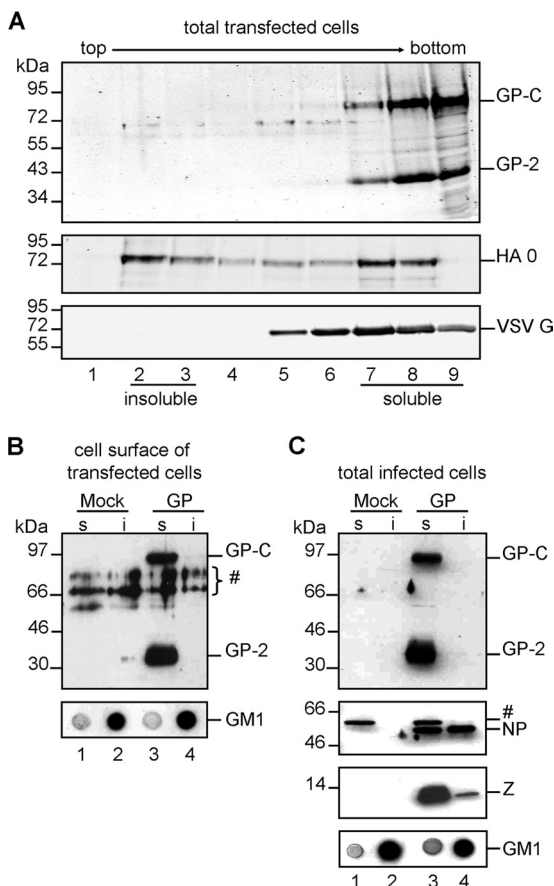 A
total transfected cells
top bottom
kDa
95
72
55
43
34
GP-C
GP-2
95
72
HA 0
95
72
55
VSV G
1 2 3 4 5 6 7 8 9
insoluble soluble
B
cell surface of
transfected cells
Mock GP
kDa s i s i
97
66
46
30
GP-C
#
GP-2
GM1
1 2 3 4
C
total infected cells
Mock GP
kDa s i s i
97
66
46
30
GP-C
GP-2
66
46
#
NP
14
Z
GM1
1 2 3 4